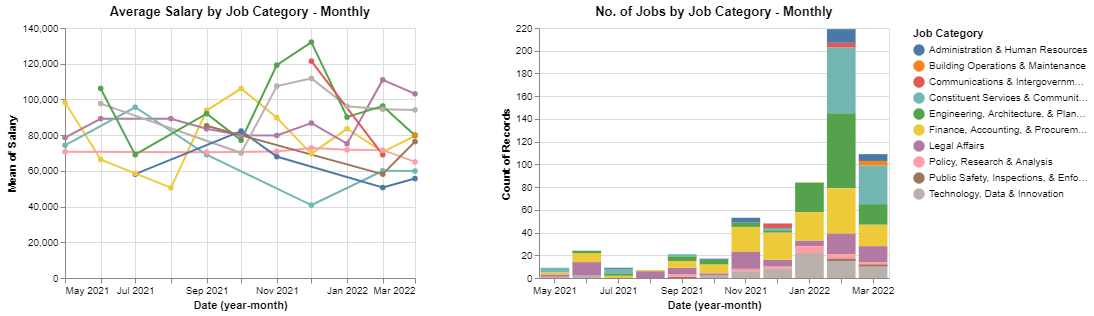 Average Salary by Job Category - Monthly
140,000
120,000
100,000
80,000
60,000
40,000
20,000
0
Mean of Salary
May 2021 Jul 2021 Sep 2021 Nov 2021 Jan 2022 Mar 2022
Date (year-month)
No. of Jobs by Job Category - Monthly
220
200
180
160
140
120
100
80
60
40
20
0
Count of Records
May 2021 Jul 2021 Sep 2021 Nov 2021 Jan 2022 Mar 2022
Date (year-month)
Job Category
Administration & Human Resources
Building Operations & Maintenance
Communications & Intergovernm...
Constituent Services & Communit...
Engineering, Architecture, & Plan...
Finance, Accounting, & Procurem...
Legal Affairs
Policy, Research & Analysis
Public Safety, Inspections, & Enfo...
Technology, Data & Innovation